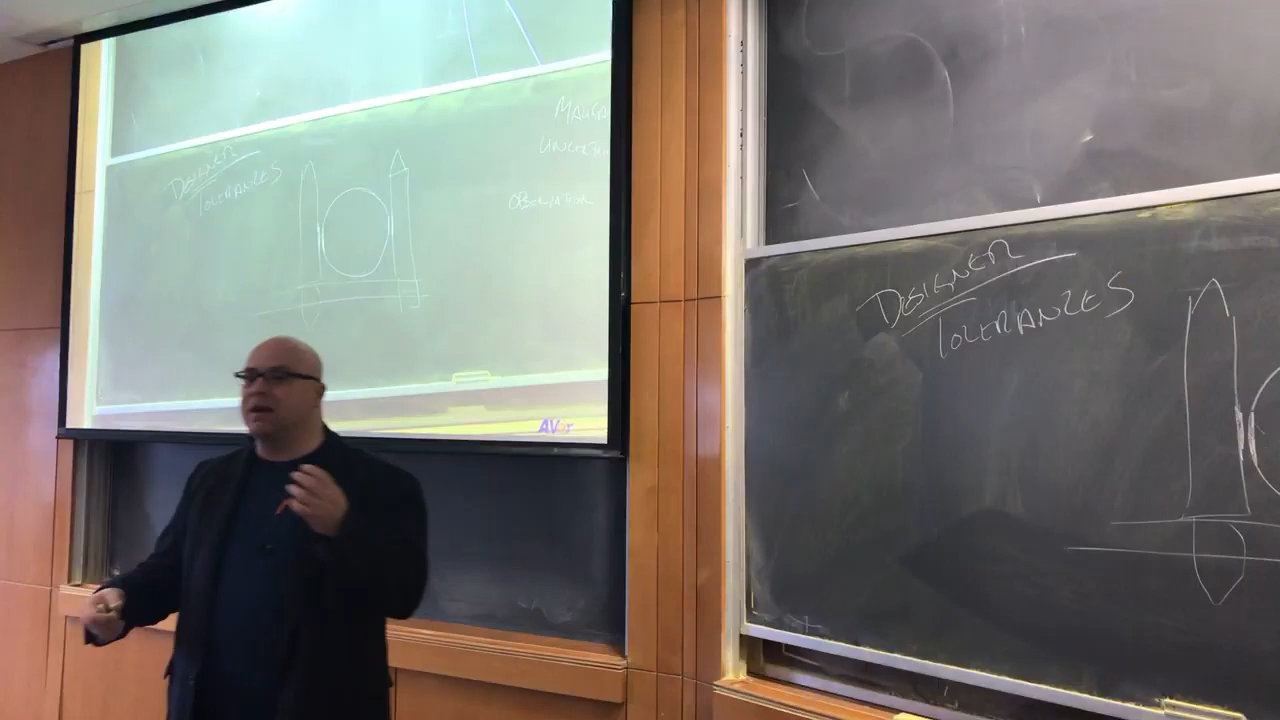 DESIGNER
TOLERANCES
OBSERVATION
AVer
DESIGNER
TOLERANCES